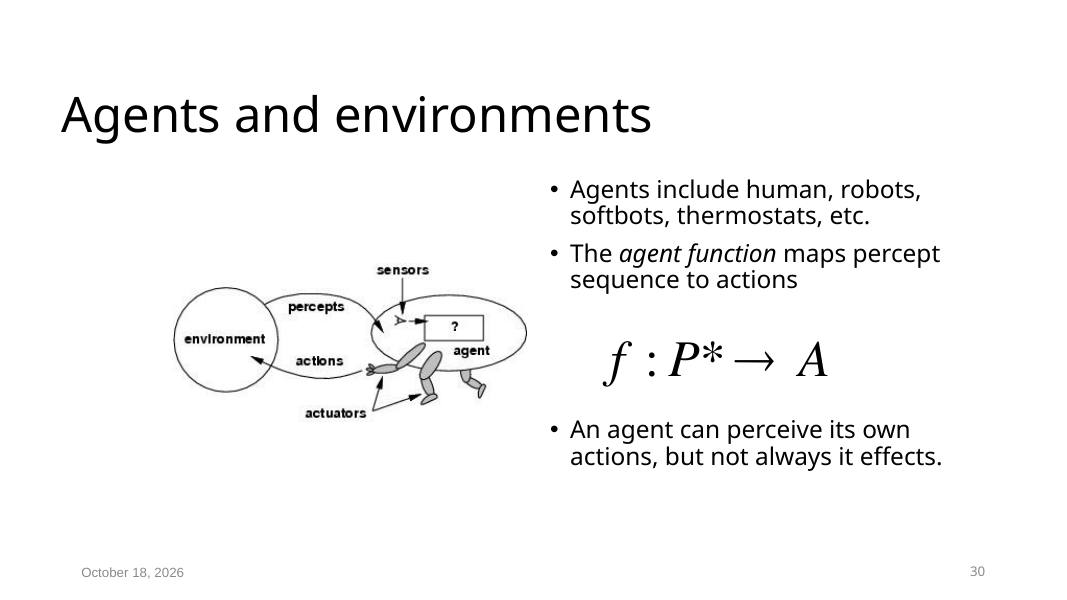 Agents and environments
• Agents include human, robots,
softbots, thermostats, etc.
• The agent function maps percept
sequence to actions
sensors
percepts
?
environment
agent
actions
actuators
f : P* → A
• An agent can perceive its own
actions, but not always it effects.
October 18, 2026
30